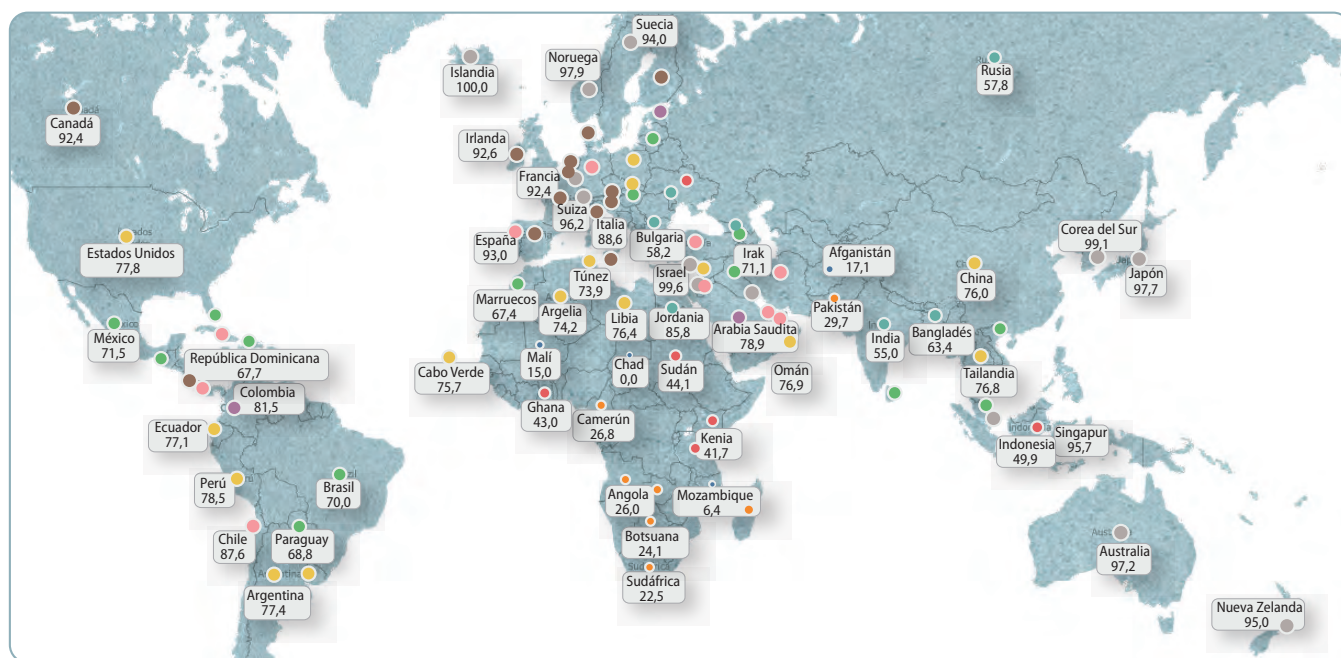 Suecia
94,0
Islandia
100,0
Noruega
97,9
Rusia
57,8
Canadá
92,4
Irlanda
92,6
Francia
92,4
Suiza
96,2
Italia
88,6
España
93,0
Bulgaria
58,2
Estados Unidos
77,8
Túnez
73,9
Israel
99,6
Irak
71,1
Afganistán
17,1
China
76,0
Corea del Sur
99,1
Japón
97,7
Marruecos
67,4
Argelia
74,2
Libia
76,4
Jordania
85,8
Arabia Saudita
78,9
Pakistán
29,7
India
55,0
Bangladés
63,4
México
71,5
República Dominicana
67,7
Cabo Verde
75,7
Malí
15,0
Chad
0,0
Sudán
44,1
Omán
76,9
Tailandia
76,8
Colombia
81,5
Ecuador
77,1
Ghana
43,0
Camerún
26,8
Kenia
41,7
Indonesia
49,9
Singapur
95,7
Perú
78,5
Brasil
70,0
Angola
26,0
Mozambique
6,4
Chile
87,6
Paraguay
68,8
Botsuana
24,1
Australia
97,2
Sudáfrica
22,5
Argentina
77,4
Nueva Zelanda
95,0